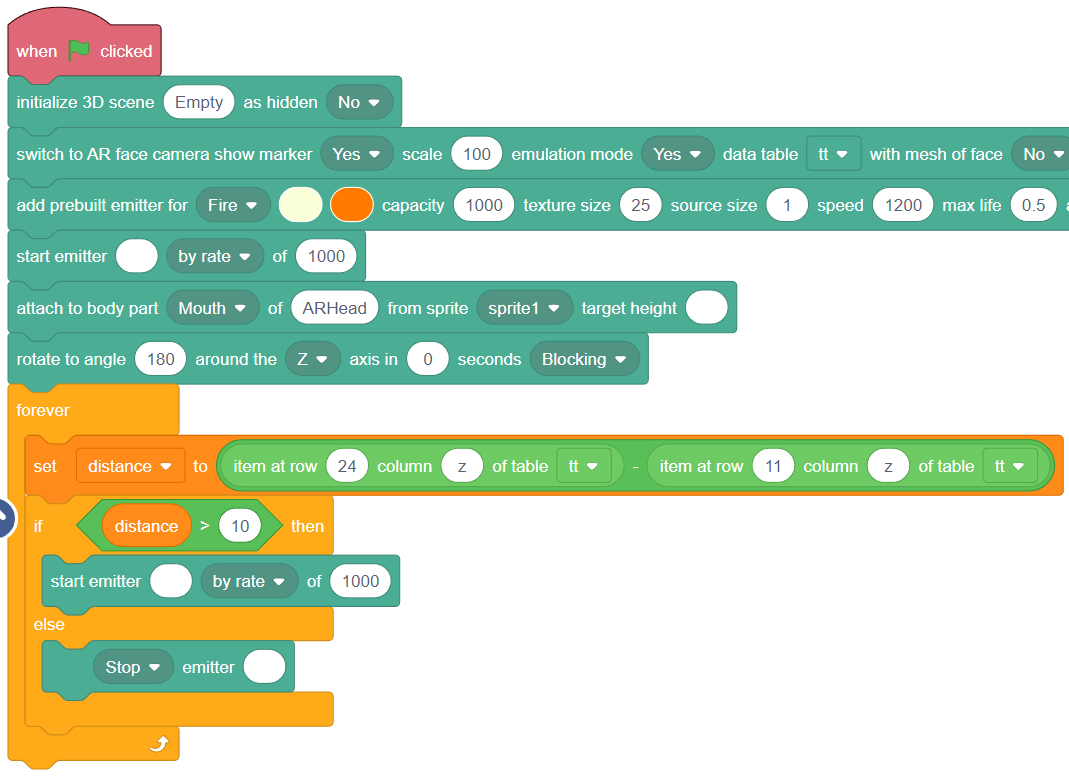 when clicked
initialize 3D scene Empty as hidden No
switch to AR face camera show marker Yes scale 100 emulation mode Yes data table tt with mesh of face No
add prebuilt emitter for Fire capacity 1000 texture size 25 source size 1 speed 1200 max life 0.5
start emitter by rate of 1000
attach to body part Mouth of ARHead from sprite sprite1 target height
rotate to angle 180 around the Z axis in 0 seconds Blocking
forever
set distance to item at row 24 column z of table tt - item at row 11 column z of table tt
if distance > 10 then
start emitter by rate of 1000
else
Stop emitter